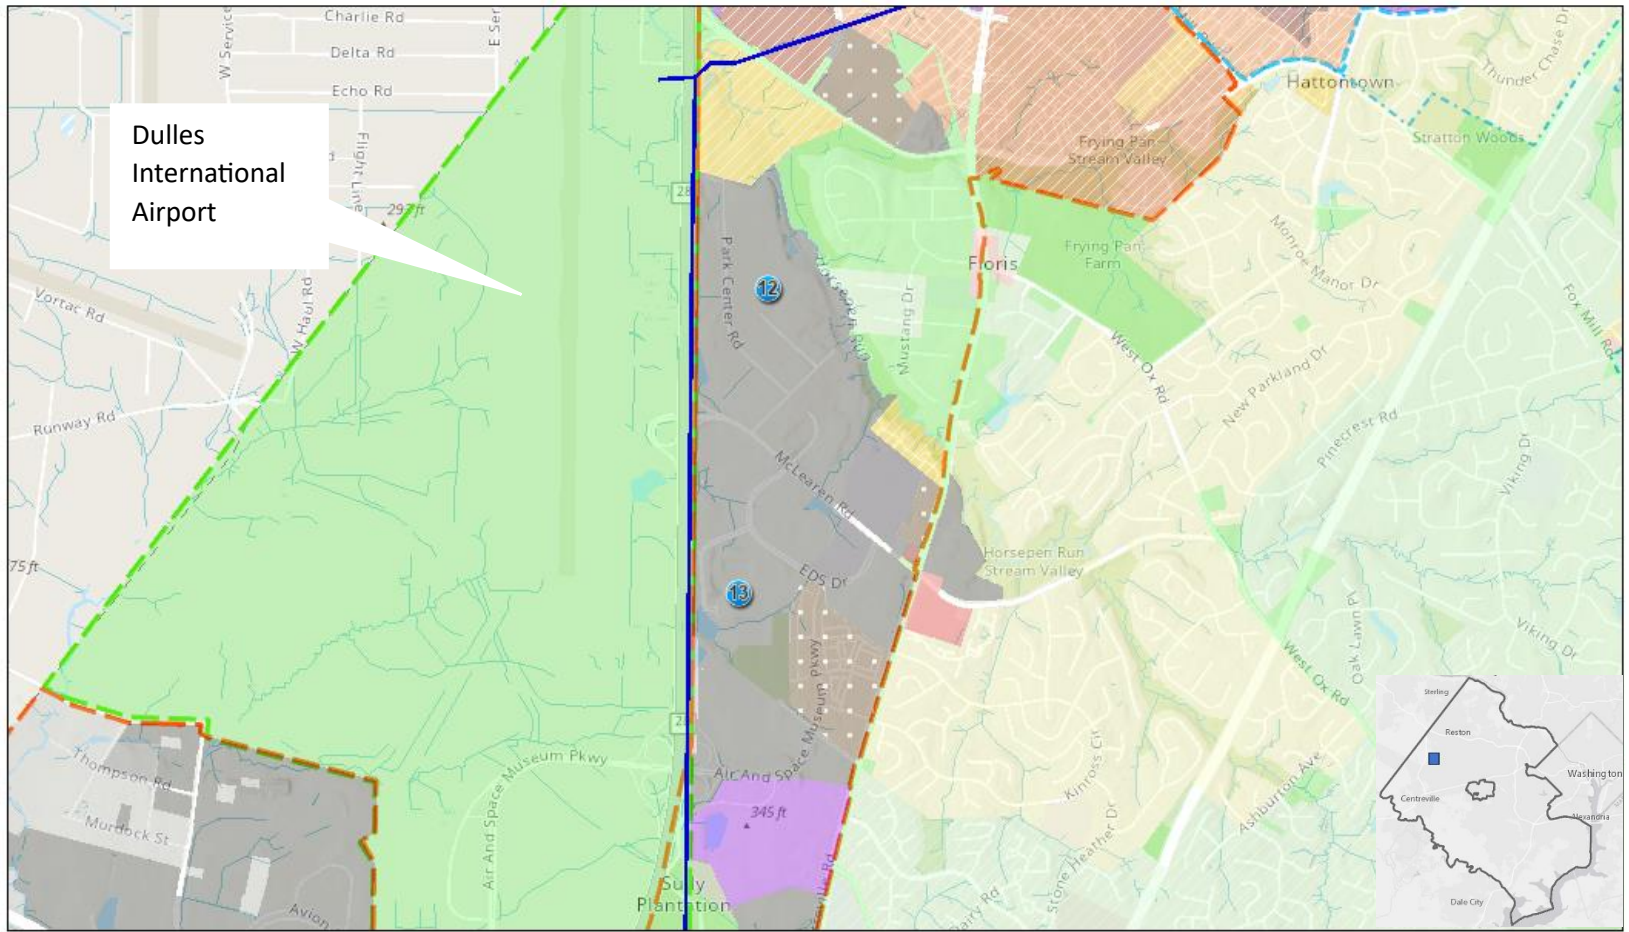 Charlie Rd
Delta Rd
Echo Rd
W Service
E Ser
Flight Line
Dulles
International
Airport
297 ft
28
Vortac Rd
W Haul Rd
Runway Rd
75 ft
Park Center Rd
12
Horsepen Run
Mustang Dr
Floris
Frying Pan
Stream Valley
Frying Pan
Farm
Hattontown
Thunder Chase Dr
Stratton Woods
Monroe Manor Dr
Fox Mill Rd
West Ox Rd
New Parkland Dr
Pinecrest Rd
Viking Dr
McLearen Rd
EDS Dr
13
Horsepen Run
Stream Valley
Oak Lawn Pl
Viking Dr
West Ox Rd
Air And Space Museum Pkwy
Air And Space Museum Pkwy
Air And Space Museum Pkwy
345 ft
Kinross Cir
Ashburton Ave
Stone Heather Dr
Thompson Rd
Murdock St
Avion
Sully
Plantation
Sterling
Reston
Washington
Centreville
Alexandria
Dale City